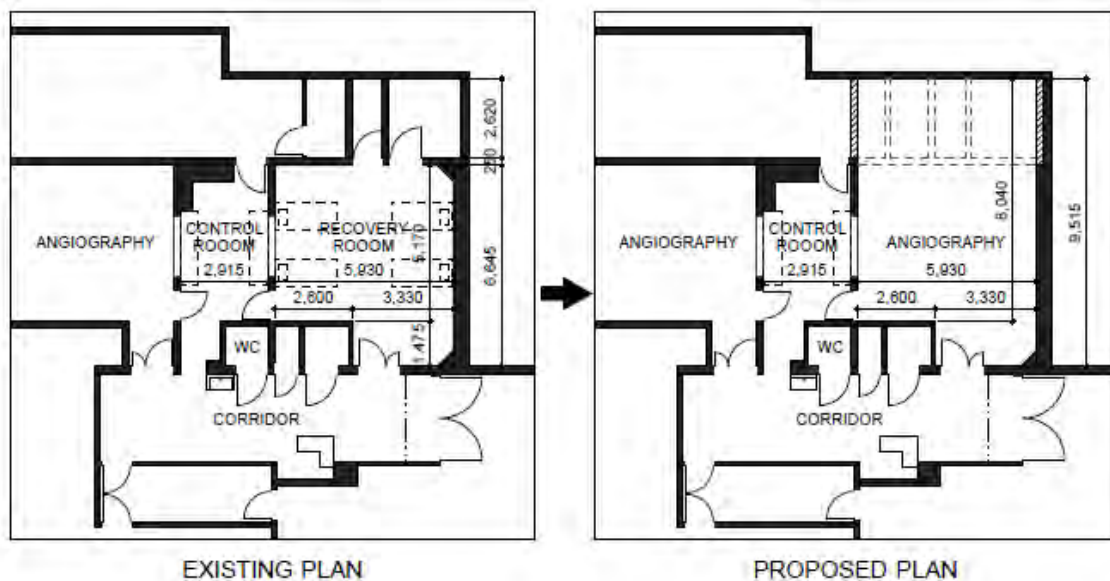 2,620
250
ANGIOGRAPHY
CONTROL
ROOOM
2,915
RECOVERY
ROOOM
5,170
5,930
6,645
2,600
3,330
WC
1,475
CORRIDOR
EXISTING PLAN
8,040
9,515
ANGIOGRAPHY
CONTROL
ROOOM
2,915
ANGIOGRAPHY
5,930
2,600
3,330
WC
CORRIDOR
PROPOSED PLAN